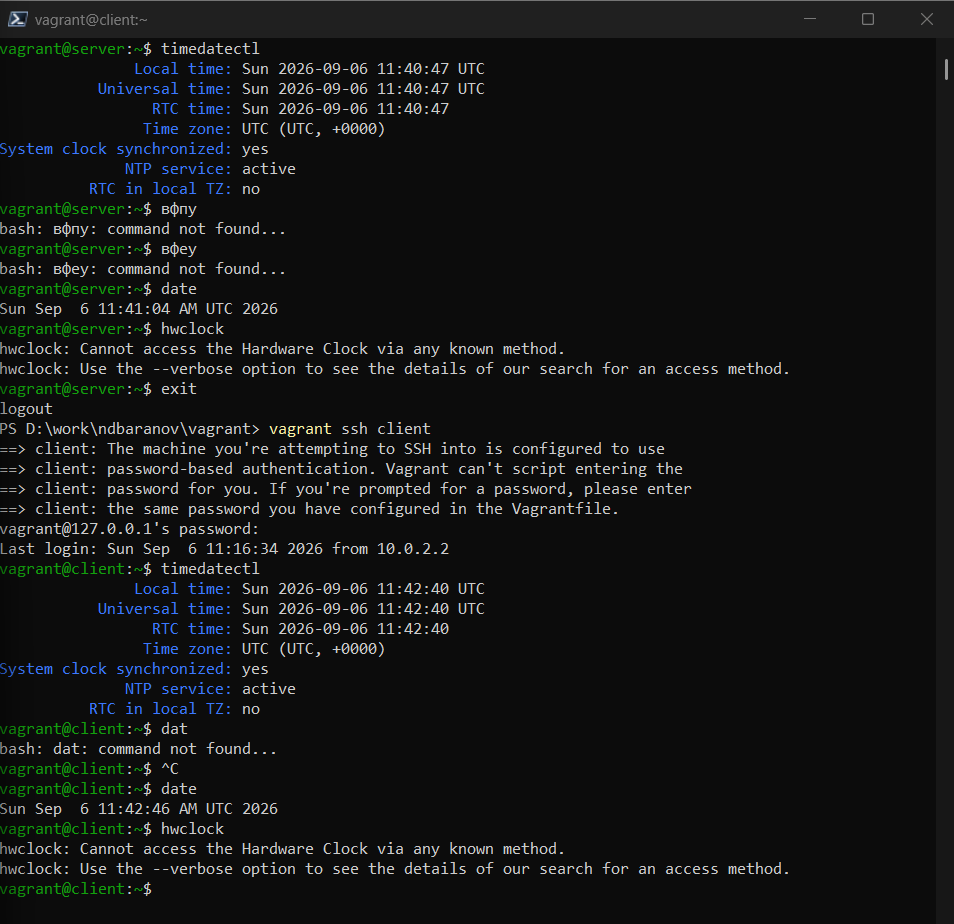 vagrant@client:~
vagrant@server:~$ timedatectl
Local time: Sun 2026-09-06 11:40:47 UTC
Universal time: Sun 2026-09-06 11:40:47 UTC
RTC time: Sun 2026-09-06 11:40:47
Time zone: UTC (UTC, +0000)
System clock synchronized: yes
NTP service: active
RTC in local TZ: no
vagrant@server:~$ вфпу
bash: вфпу: command not found...
vagrant@server:~$ вфеу
bash: вфеу: command not found...
vagrant@server:~$ date
Sun Sep  6 11:41:04 AM UTC 2026
vagrant@server:~$ hwclock
hwclock: Cannot access the Hardware Clock via any known method.
hwclock: Use the --verbose option to see the details of our search for an access method.
vagrant@server:~$ exit
logout
PS D:\work\ndbaranov\vagrant> vagrant ssh client
==> client: The machine you're attempting to SSH into is configured to use
==> client: password-based authentication. Vagrant can't script entering the
==> client: password for you. If you're prompted for a password, please enter
==> client: the same password you have configured in the Vagrantfile.
vagrant@127.0.0.1's password:
Last login: Sun Sep  6 11:16:34 2026 from 10.0.2.2
vagrant@client:~$ timedatectl
Local time: Sun 2026-09-06 11:42:40 UTC
Universal time: Sun 2026-09-06 11:42:40 UTC
RTC time: Sun 2026-09-06 11:42:40
Time zone: UTC (UTC, +0000)
System clock synchronized: yes
NTP service: active
RTC in local TZ: no
vagrant@client:~$ dat
bash: dat: command not found...
vagrant@client:~$ ^C
vagrant@client:~$ date
Sun Sep  6 11:42:46 AM UTC 2026
vagrant@client:~$ hwclock
hwclock: Cannot access the Hardware Clock via any known method.
hwclock: Use the --verbose option to see the details of our search for an access method.
vagrant@client:~$